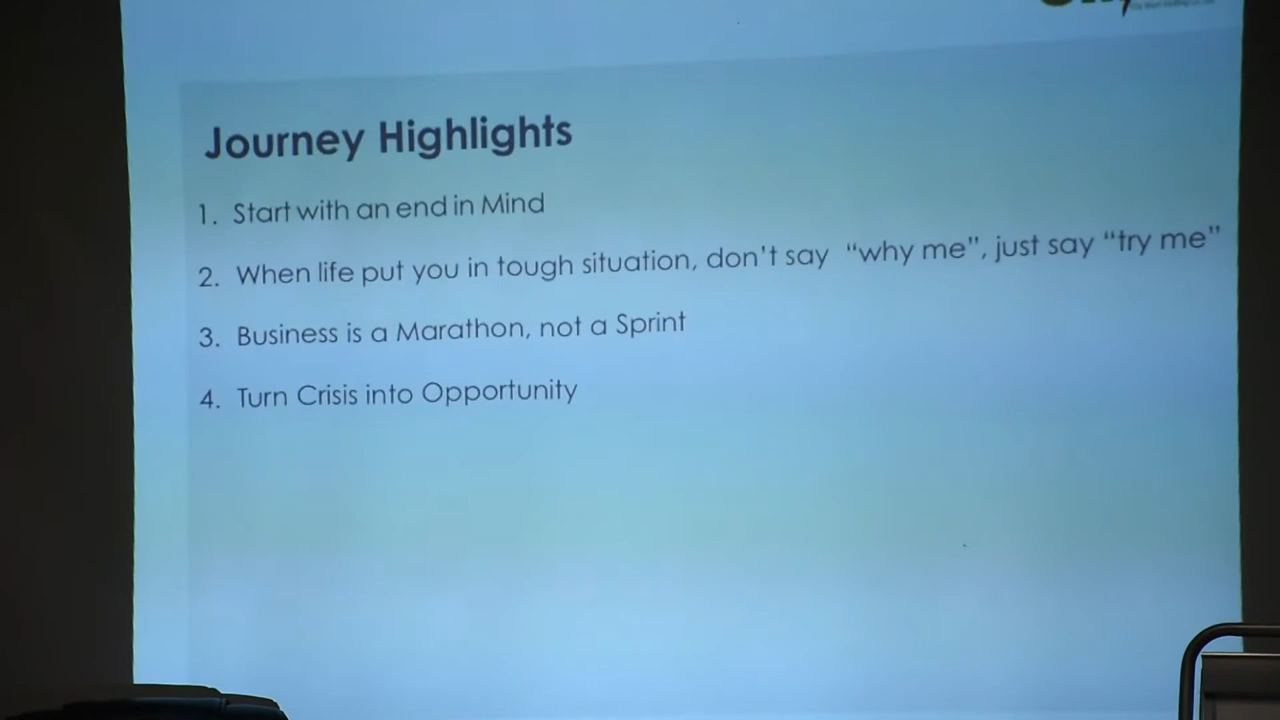 Journey Highlights
1. Start with an end in Mind
2. When life put you in tough situation, don't say "why me", just say "try me"
3. Business is a Marathon, not a Sprint
4. Turn Crisis into Opportunity